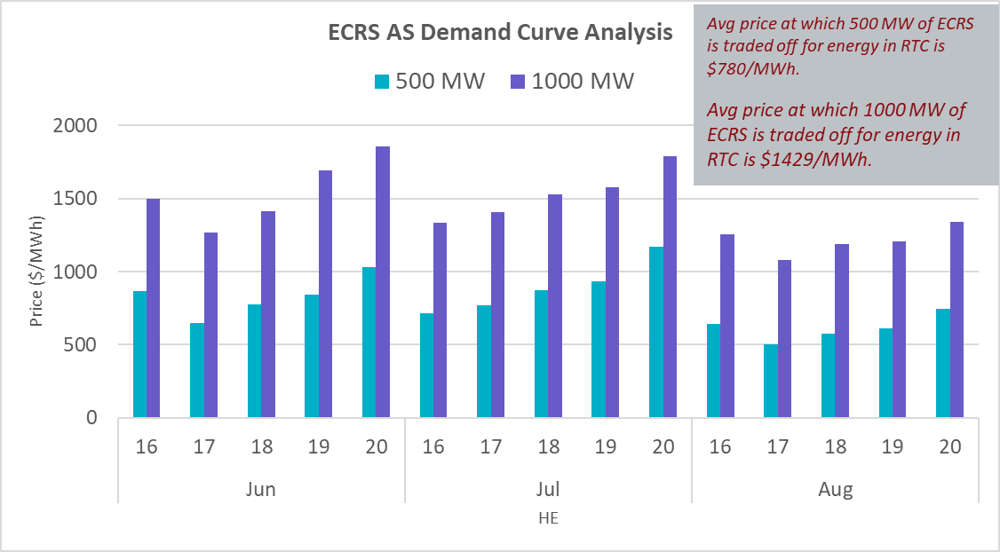 ECRS AS Demand Curve Analysis
Avg price at which 500 MW of ECRS
is traded off for energy in RTC is
$780/MWh.
Avg price at which 1000 MW of
ECRS is traded off for energy in
RTC is $1429/MWh.
500 MW 1000 MW
Price ($/MWh)
2000
1500
1000
500
0
16 17 18 19 20 16 17 18 19 20 16 17 18 19 20
Jun Jul Aug
HE